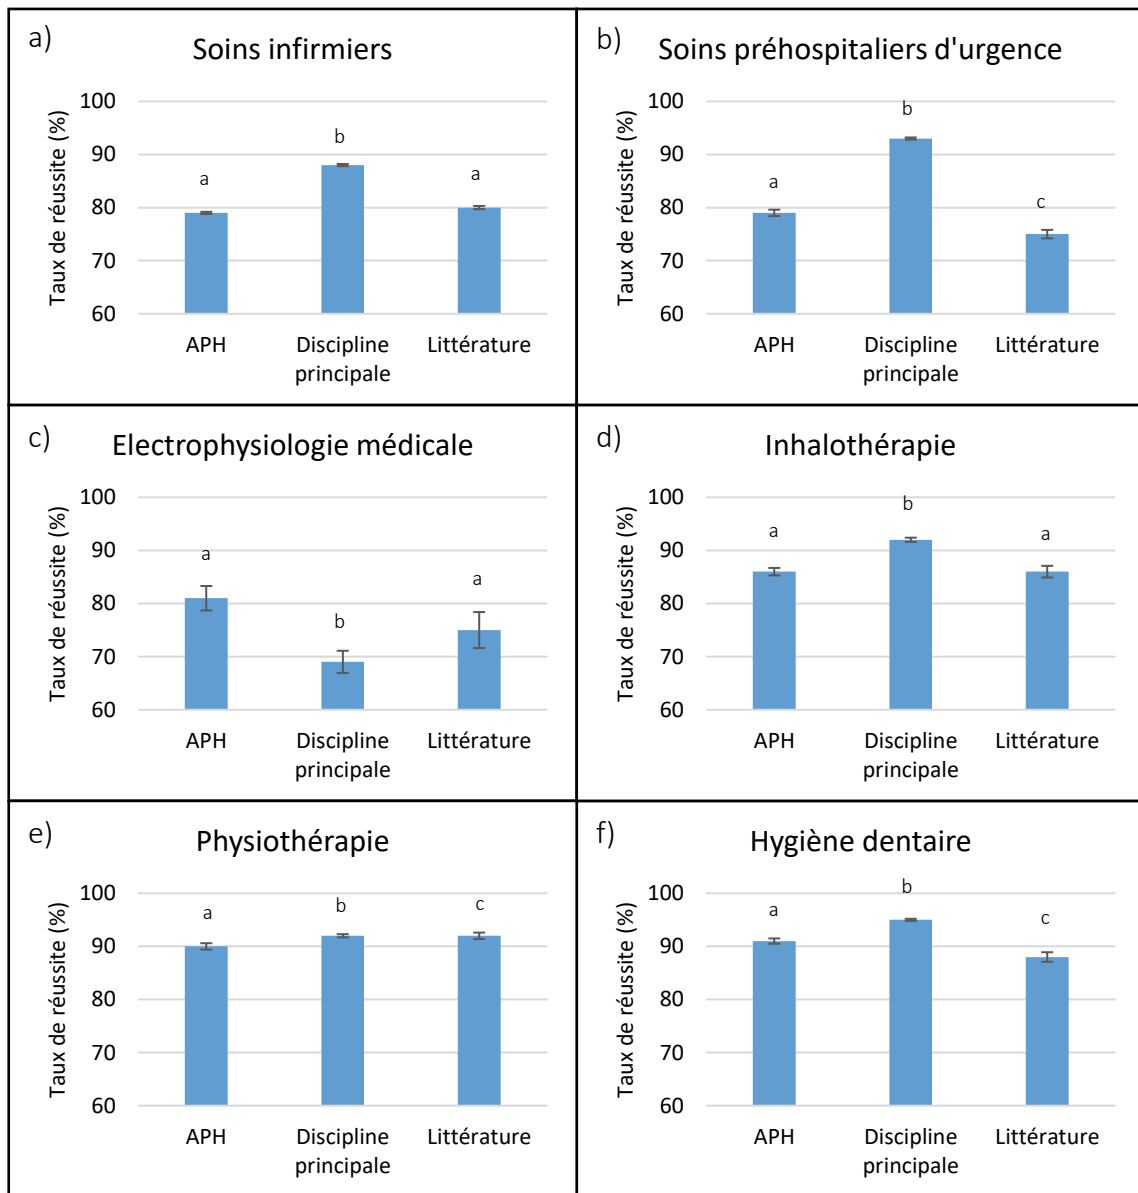 a)
Soins infirmiers
Taux de réussite (%)
100
90
80
70
60
a
b
a
APH
Discipline
principale
Littérature
b)
Soins préhospitaliers d'urgence
Taux de réussite (%)
100
90
80
70
60
a
b
c
APH
Discipline
principale
Littérature
c)
Electrophysiologie médicale
Taux de réussite (%)
100
90
80
70
60
a
b
a
APH
Discipline
principale
Littérature
d)
Inhalothérapie
Taux de réussite (%)
100
90
80
70
60
a
b
a
APH
Discipline
principale
Littérature
e)
Physiothérapie
Taux de réussite (%)
100
90
80
70
60
a
b
c
APH
Discipline
principale
Littérature
f)
Hygiène dentaire
Taux de réussite (%)
100
90
80
70
60
a
b
c
APH
Discipline
principale
Littérature